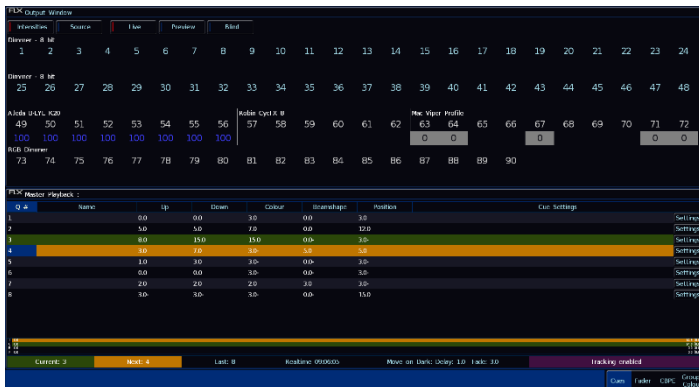 FLX Output Window
Intensities Source Live Preview Blind
Dimmer - 8 bit
1 2 3 4 5 6 7 8 9 10 11 12 13 14 15 16 17 18 19 20 21 22 23 24
Dimmer - 8 bit
25 26 27 28 29 30 31 32 33 34 35 36 37 38 39 40 41 42 43 44 45 46 47 48
Robin CyclX 8 Mac Viper Profile
49 50 51 52 53 54 55 56 57 58 59 60 61 62 63 64 65 66 67 68 69 70 71 72
100 100 100 100 100 100 100 100 0 0 0 0 0
RGB Dimmer
73 74 75 76 77 78 79 80 81 82 83 84 85 86 87 88 89 90
FLX Master Playback :
Q # Name Up Down Colour Beamshape Position Cue Settings
1 0.0 0.0 3.0 0.0 3.0 Settings
2 5.0 5.0 7.0 0.0 12.0 Settings
3 8.0 15.0 15.0 0.0- 3.0- Settings
4 3.0 7.0 3.0- 5.0 5.0 Settings
5 1.0 3.0 3.0- 0.0- 3.0- Settings
6 0.0 0.0 3.0- 0.0- 3.0- Settings
7 2.0 2.0 2.0 3.0 3.0- Settings
8 3.0- 3.0- 3.0- 0.0- 15.0 Settings
Current: 3 Next: 4 Last: 8 Realtime 09:06:05 Move on Dark: Delay: 1.0 Fade: 3.0 Tracking enabled
Cues Fader CBPC Group Colour